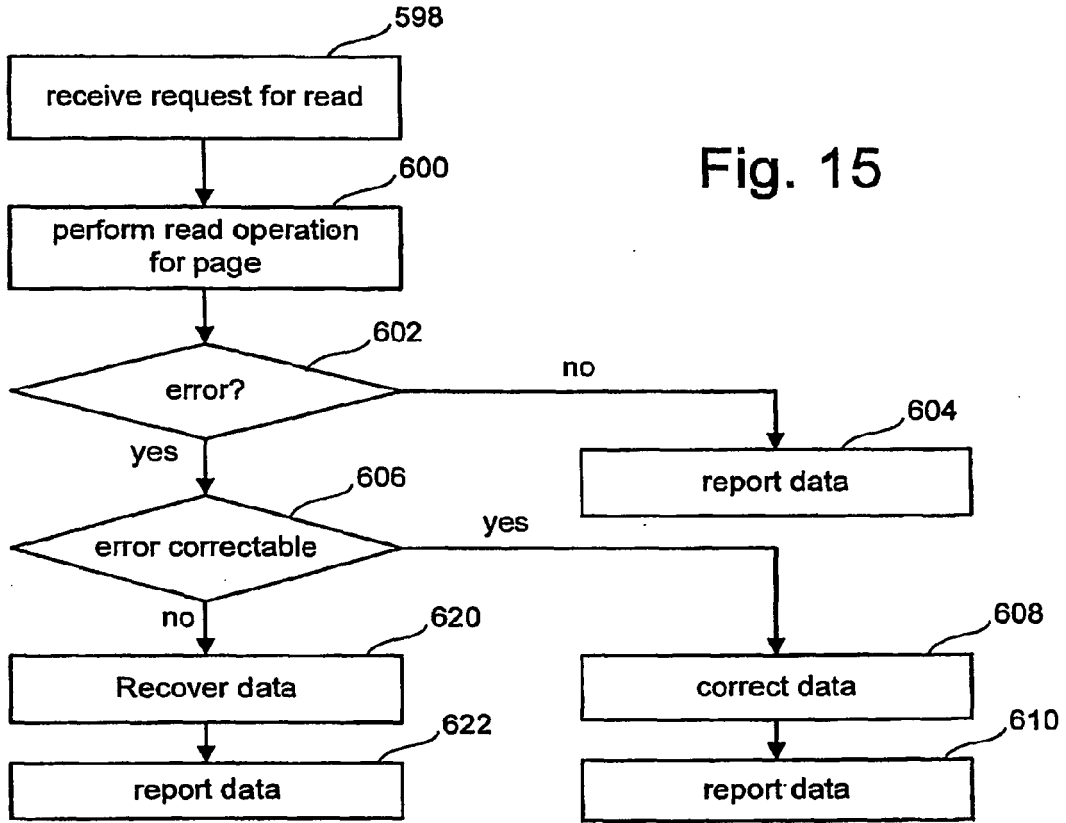 598
receive request for read
Fig. 15
600
perform read operation
for page
602
error?
no
yes
604
report data
606
error correctable
yes
no
620
Recover data
608
correct data
622
report data
610
report data